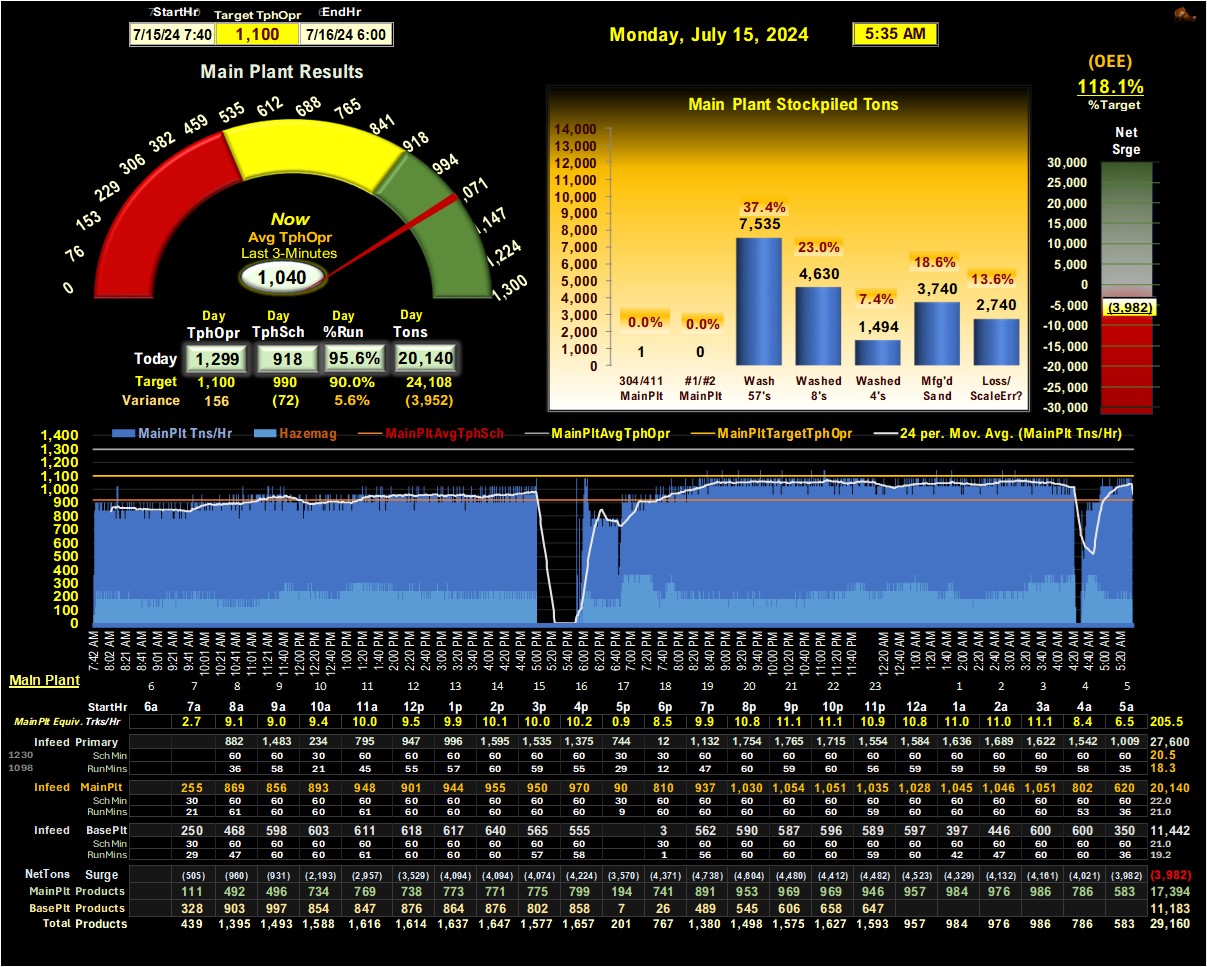 StartHr Target TphOpr EndHr
7/15/24 7:40 1,100 7/16/24 6:00
Monday, July 15, 2024 5:35 AM
(OEE)
118.1%
%Target
Main Plant Results
0 76 153 229 306 382 459 535 612 688 765 841 918 994 ,071 ,147 1,224 1,300
Now
Avg TphOpr
Last 3-Minutes
1,040
Day Day Day Day
TphOpr TphSch %Run Tons
Today 1,299 918 95.6% 20,140
Target 1,100 990 90.0% 24,108
Variance 156 (72) 5.6% (3,952)
Main Plant Stockpiled Tons
14,000
13,000
12,000
11,000
10,000
9,000
8,000
7,000
6,000
5,000
4,000
3,000
2,000
1,000
0
0.0% 0.0% 37.4% 23.0% 7.4% 18.6% 13.6%
1 0 7,535 4,630 1,494 3,740 2,740
304/411 #1/#2 Wash Washed Washed Mfg'd Loss/
MainPlt MainPlt 57's 8's 4's Sand ScaleErr?
Net
Srge
30,000
25,000
20,000
15,000
10,000
5,000
0
-5,000
(3,982)
-10,000
-15,000
-20,000
-25,000
-30,000
MainPlt Tns/Hr Hazemag MainPltAvgTphSch MainPltAvgTphOpr MainPltTargetTphOpr 24 per. Mov. Avg. (MainPlt Tns/Hr)
1,400
1,300
1,200
1,100
1,000
900
800
700
600
500
400
300
200
100
0
7:42 AM 8:02 AM 8:21 AM 8:41 AM 9:01 AM 9:21 AM 9:41 AM 10:01 AM 10:21 AM 10:41 AM 11:01 AM 11:21 AM 11:40 AM 12:00 PM 12:20 PM 12:40 PM 1:00 PM 1:20 PM 1:40 PM 2:00 PM 2:20 PM 2:40 PM 3:00 PM 3:20 PM 3:40 PM 4:00 PM 4:20 PM 4:40 PM 5:00 PM 5:20 PM 5:40 PM 6:00 PM 6:20 PM 6:40 PM 7:00 PM 7:20 PM 7:40 PM 8:00 PM 8:20 PM 8:40 PM 9:00 PM 9:20 PM 9:40 PM 10:00 PM 10:20 PM 10:40 PM 11:00 PM 11:20 PM 11:40 PM 12:20 AM 12:40 AM 1:00 AM 1:20 AM 1:40 AM 2:00 AM 2:20 AM 2:40 AM 3:00 AM 3:20 AM 3:40 AM 4:00 AM 4:20 AM 4:40 AM 5:00 AM 5:20 AM
Main Plant 6 7 8 9 10 11 12 13 14 15 16 17 18 19 20 21 22 23 1 2 3 4 5
StartHr 6a 7a 8a 9a 10a 11a 12p 1p 2p 3p 4p 5p 6p 7p 8p 9p 10p 11p 12a 1a 2a 3a 4a 5a
MainPlt Equiv. Trks/Hr 2.7 9.1 9.0 9.4 10.0 9.5 9.9 10.1 10.0 10.2 0.9 8.5 9.9 10.8 11.1 11.1 10.9 10.8 11.0 11.0 11.1 8.4 6.5 205.5
Infeed Primary 882 1,483 234 795 947 996 1,595 1,535 1,375 744 12 1,132 1,754 1,765 1,715 1,554 1,584 1,636 1,689 1,622 1,542 1,009 27,600
1230 Sch Min 60 60 30 60 60 60 60 60 60 30 30 60 60 60 60 60 60 60 60 60 60 60 20.5
1098 RunMins 36 58 21 45 55 57 60 59 55 29 12 47 60 59 60 56 59 59 59 59 58 35 18.3
Infeed MainPlt 255 869 856 893 948 901 944 955 950 970 90 810 937 1,030 1,054 1,051 1,035 1,028 1,045 1,046 1,051 802 620 20,140
Sch Min 30 60 60 60 60 60 60 60 60 60 30 60 60 60 60 60 60 60 60 60 60 60 60 22.0
RunMins 21 61 60 60 61 60 60 60 60 60 9 60 60 60 60 60 59 60 60 60 60 53 36 21.0
Infeed BasePlt 250 468 598 603 611 618 617 640 565 555 3 562 590 587 596 589 597 397 446 600 600 350 11,442
Sch Min 30 60 60 60 60 60 60 60 60 60 30 60 60 60 60 60 60 60 60 60 60 60 21.0
RunMins 29 47 60 60 61 60 60 60 57 58 1 56 60 60 60 59 60 42 47 60 60 36 19.2
NetTons Surge (505) (960) (931) (2,193) (2,957) (3,529) (4,094) (4,094) (4,074) (4,224) (3,570) (4,371) (4,738) (4,604) (4,480) (4,412) (4,482) (4,523) (4,329) (4,132) (4,161) (4,021) (3,982) (3,982)
MainPlt Products 111 492 496 734 769 738 773 771 775 799 194 741 891 953 969 969 946 957 984 976 986 786 583 17,394
BasePlt Products 328 903 997 854 847 876 864 876 802 858 7 26 489 545 606 658 647 11,183
Total Products 439 1,395 1,493 1,588 1,616 1,614 1,637 1,647 1,577 1,657 201 767 1,380 1,498 1,575 1,627 1,593 957 984 976 986 786 583 29,160